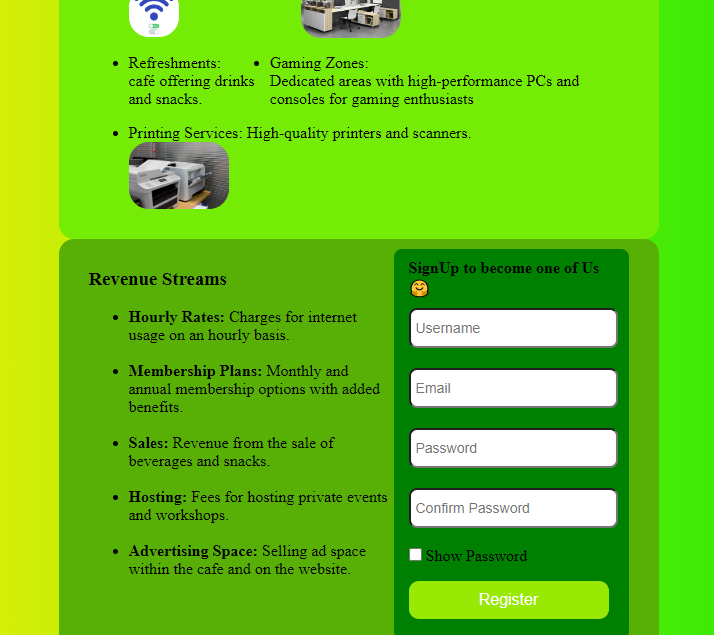 Refreshments:
café offering drinks
and snacks.
Gaming Zones:
Dedicated areas with high-performance PCs and
consoles for gaming enthusiasts
Printing Services: High-quality printers and scanners.
Revenue Streams
Hourly Rates: Charges for internet
usage on an hourly basis.
Membership Plans: Monthly and
annual membership options with added
benefits.
Sales: Revenue from the sale of
beverages and snacks.
Hosting: Fees for hosting private events
and workshops.
Advertising Space: Selling ad space
within the cafe and on the website.
SignUp to become one of Us
🤗
Username
Email
Password
Confirm Password
Show Password
Register